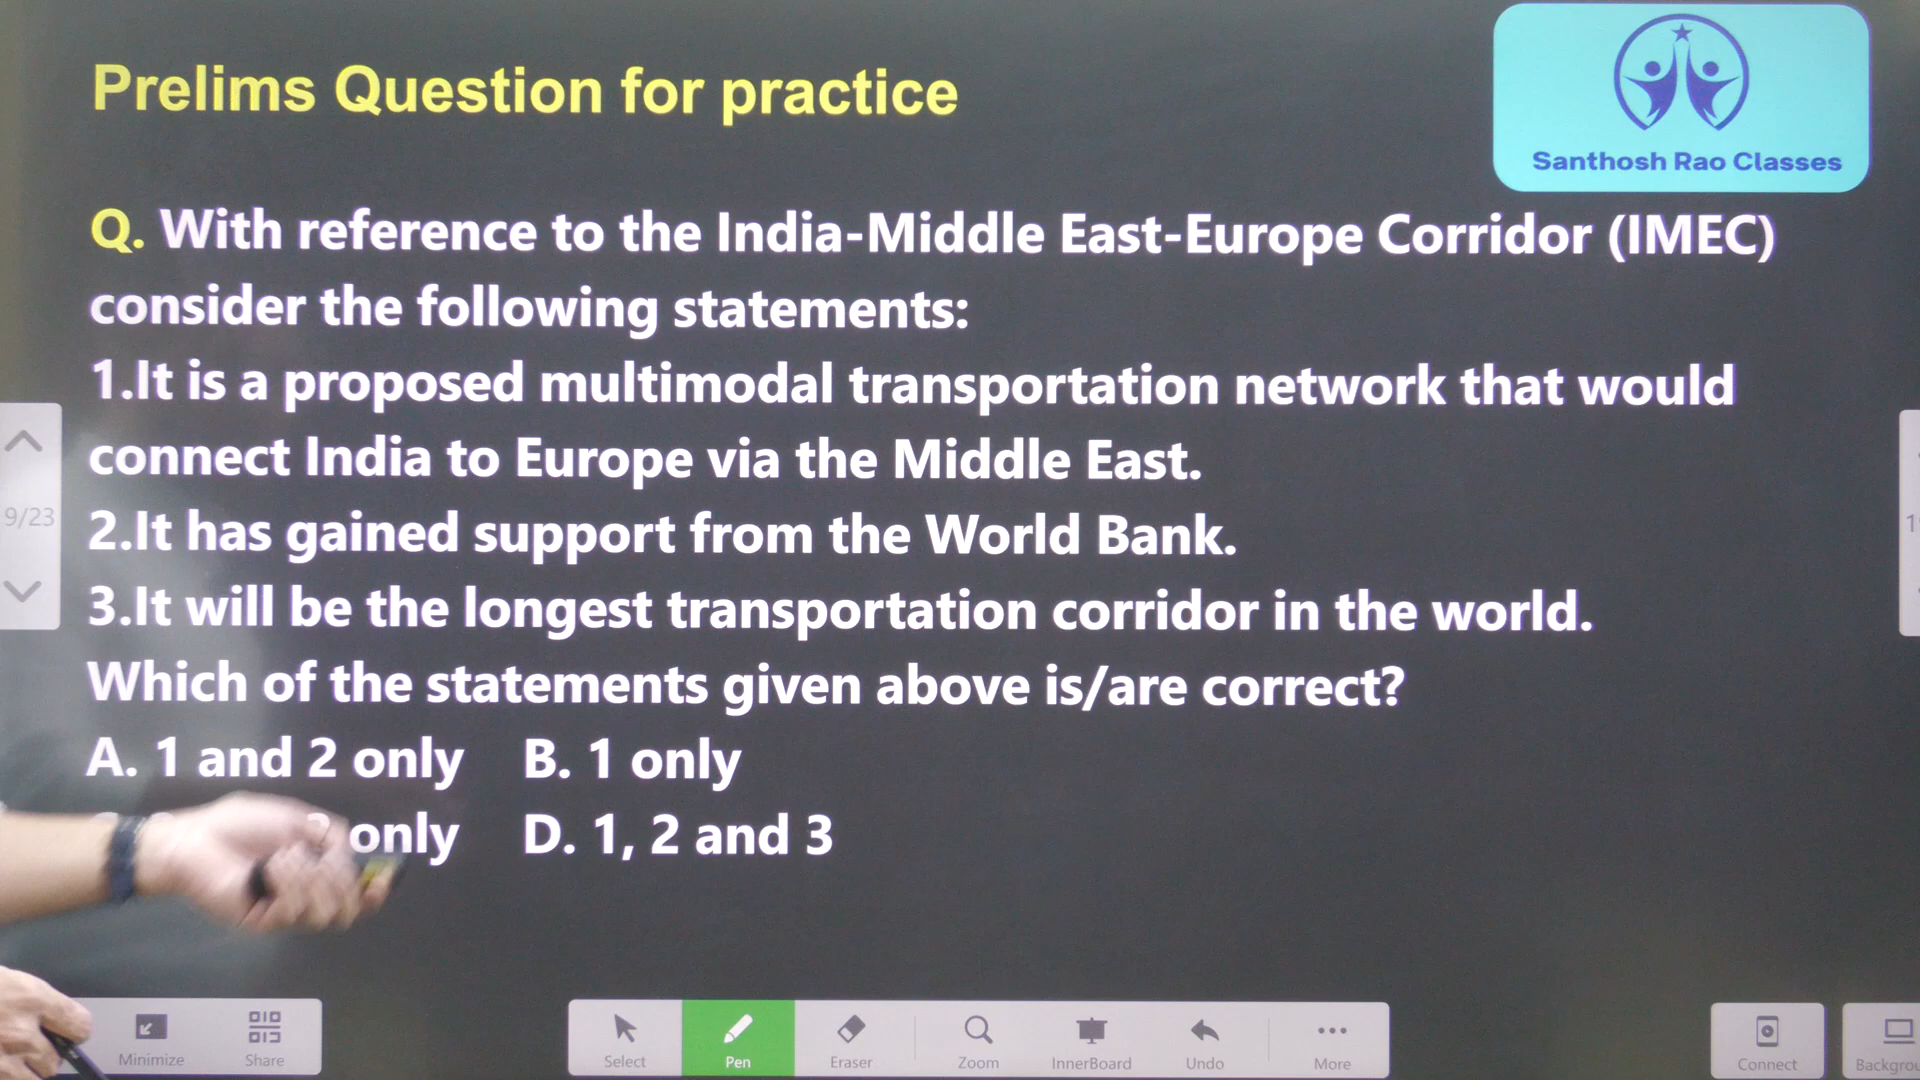 Prelims Question for practice
Santhosh Rao Classes
Q. With reference to the India-Middle East-Europe Corridor (IMEC)
consider the following statements:
1.It is a proposed multimodal transportation network that would
connect India to Europe via the Middle East.
2.It has gained support from the World Bank.
3.It will be the longest transportation corridor in the world.
Which of the statements given above is/are correct?
A. 1 and 2 only B. 1 only
only D. 1, 2 and 3
9/23
Minimize Share Select Pen Eraser Zoom InnerBoard Undo More Connect